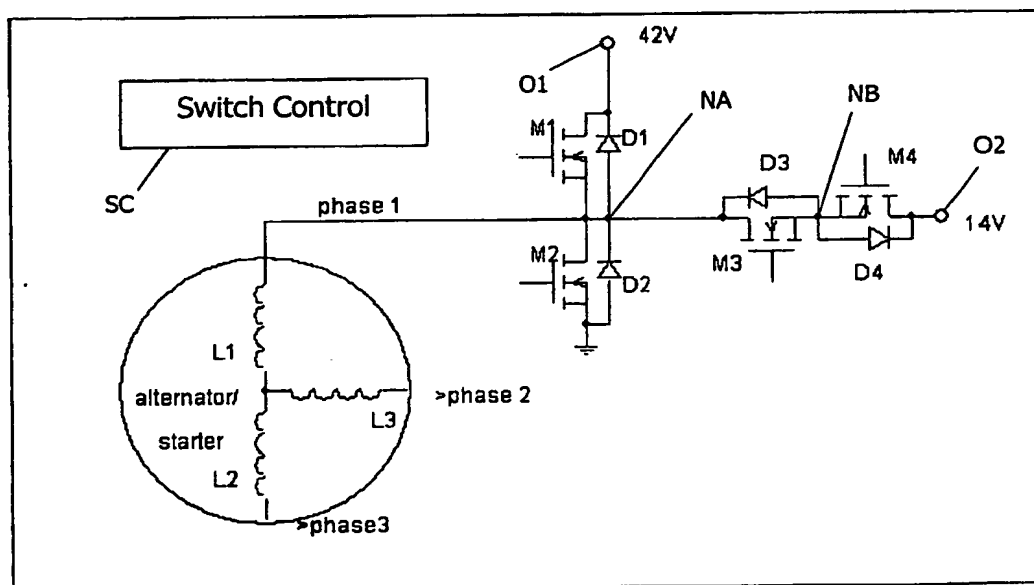 42V
O1
Switch Control
NA
NB
M1
D1
D3
M4
O2
SC
phase 1
14V
M2
D2
M3
D4
L1
alternator/
>phase 2
L3
starter
L2
>phase3